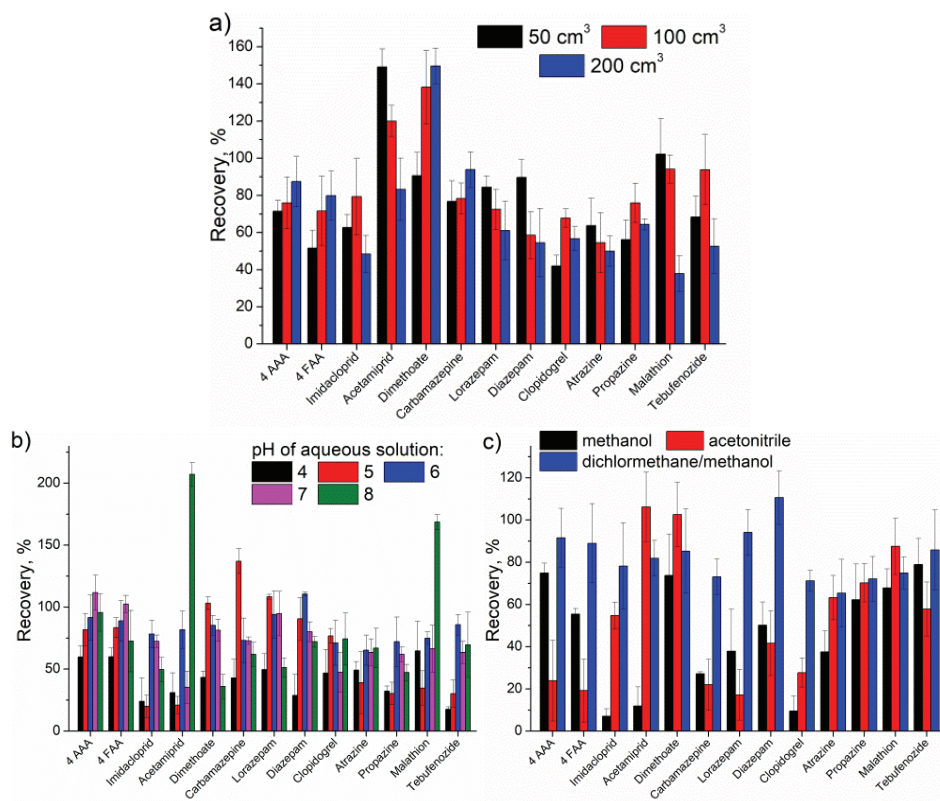 a)
50 cm³ 100 cm³
200 cm³
Recovery, %
160
140
120
100
80
60
40
20
0
4 AAA
4 FAA
Imidacloprid
Acetamiprid
Dimethoate
Carbamazepine
Lorazepam
Diazepam
Clopidogrel
Atrazine
Propazine
Malathion
Tebufenozide
b)
pH of aqueous solution:
4 5 6
7 8
Recovery, %
200
150
100
50
0
4 AAA
4 FAA
Imidacloprid
Acetamiprid
Dimethoate
Carbamazepine
Lorazepam
Diazepam
Clopidogrel
Atrazine
Propazine
Malathion
Tebufenozide
c)
methanol acetonitrile
dichlormethane/methanol
Recovery, %
120
100
80
60
40
20
0
4 AAA
4 FAA
Imidacloprid
Acetamiprid
Dimethoate
Carbamazepine
Lorazepam
Diazepam
Clopidogrel
Atrazine
Propazine
Malathion
Tebufenozide